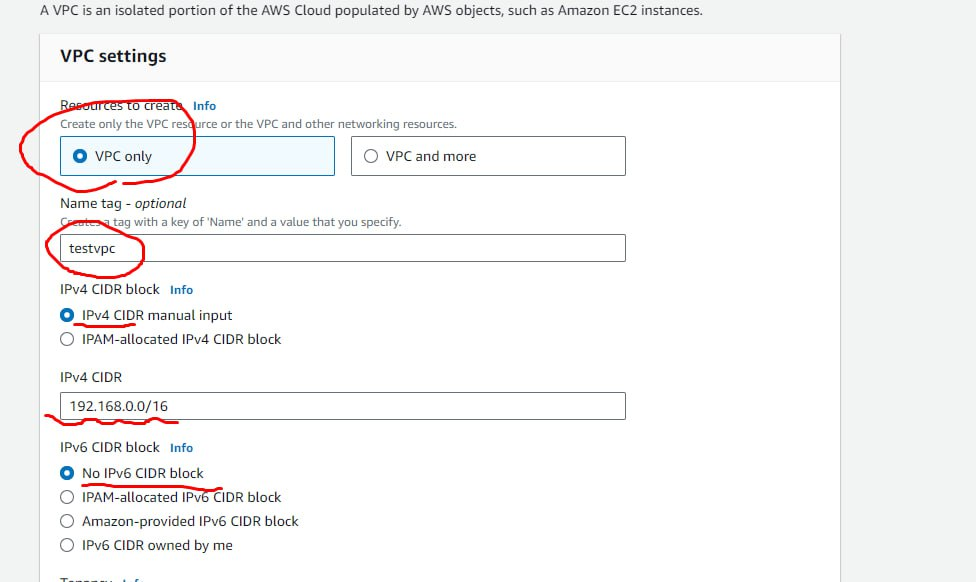 A VPC is an isolated portion of the AWS Cloud populated by AWS objects, such as Amazon EC2 instances.
VPC settings
Resources to create Info
Create only the VPC resource or the VPC and other networking resources.
VPC only VPC and more
Name tag - optional
Creates a tag with a key of 'Name' and a value that you specify.
testvpc
IPv4 CIDR block Info
IPv4 CIDR manual input
IPAM-allocated IPv4 CIDR block
IPv4 CIDR
192.168.0.0/16
IPv6 CIDR block Info
No IPv6 CIDR block
IPAM-allocated IPv6 CIDR block
Amazon-provided IPv6 CIDR block
IPv6 CIDR owned by me